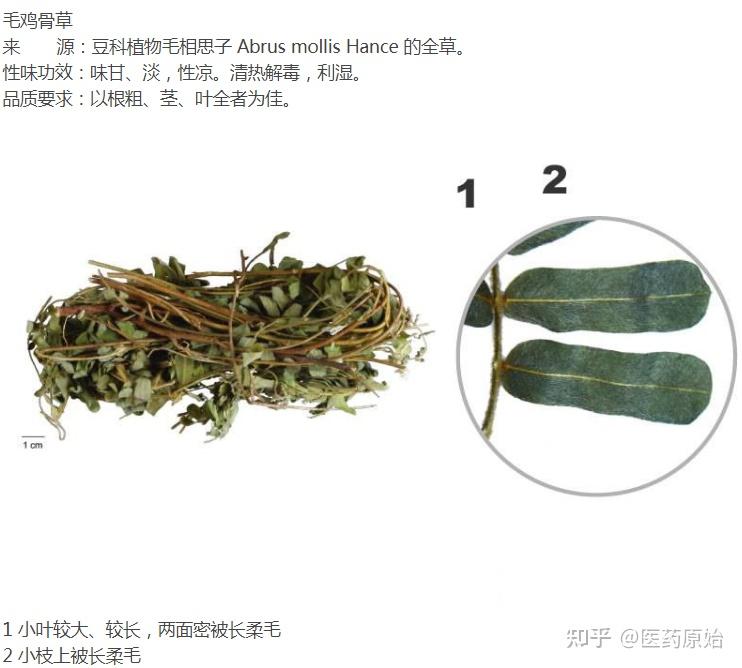 毛鸡骨草
来　　源：豆科植物毛相思子 Abrus mollis Hance 的全草。
性味功效：味甘、淡，性凉。清热解毒，利湿。
品质要求：以根粗、茎、叶全者为佳。
1 2
1 cm
1 小叶较大、较长，两面密被长柔毛
2 小枝上被长柔毛
知乎 @医药原始